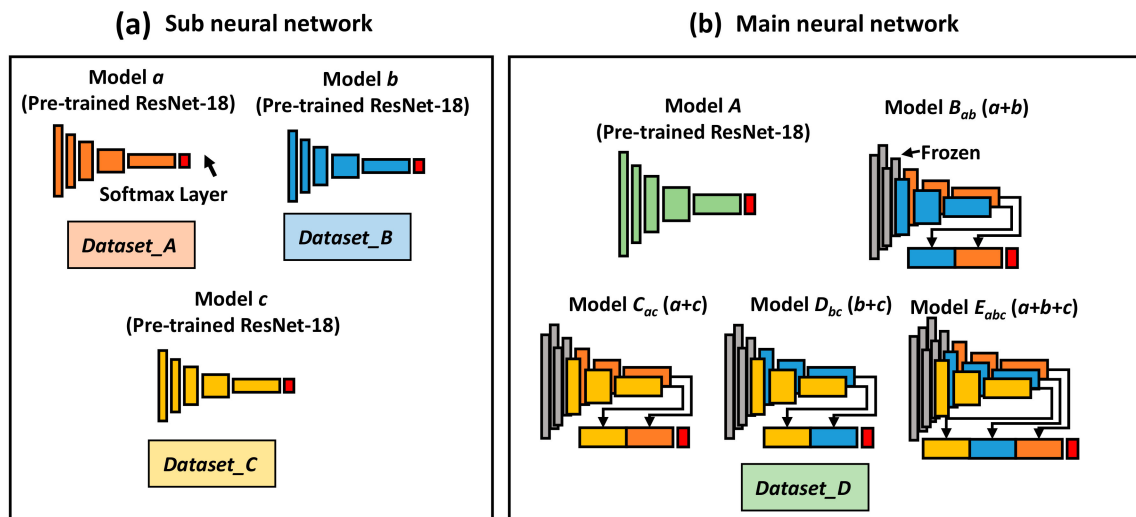 (a) Sub neural network
(b) Main neural network
Model a
(Pre-trained ResNet-18)
Model b
(Pre-trained ResNet-18)
Softmax Layer
Dataset_A
Dataset_B
Model c
(Pre-trained ResNet-18)
Dataset_C
Model A
(Pre-trained ResNet-18)
Model Bab (a+b)
Frozen
Model Cac (a+c)
Model Dbc (b+c)
Model Eabc (a+b+c)
Dataset_D